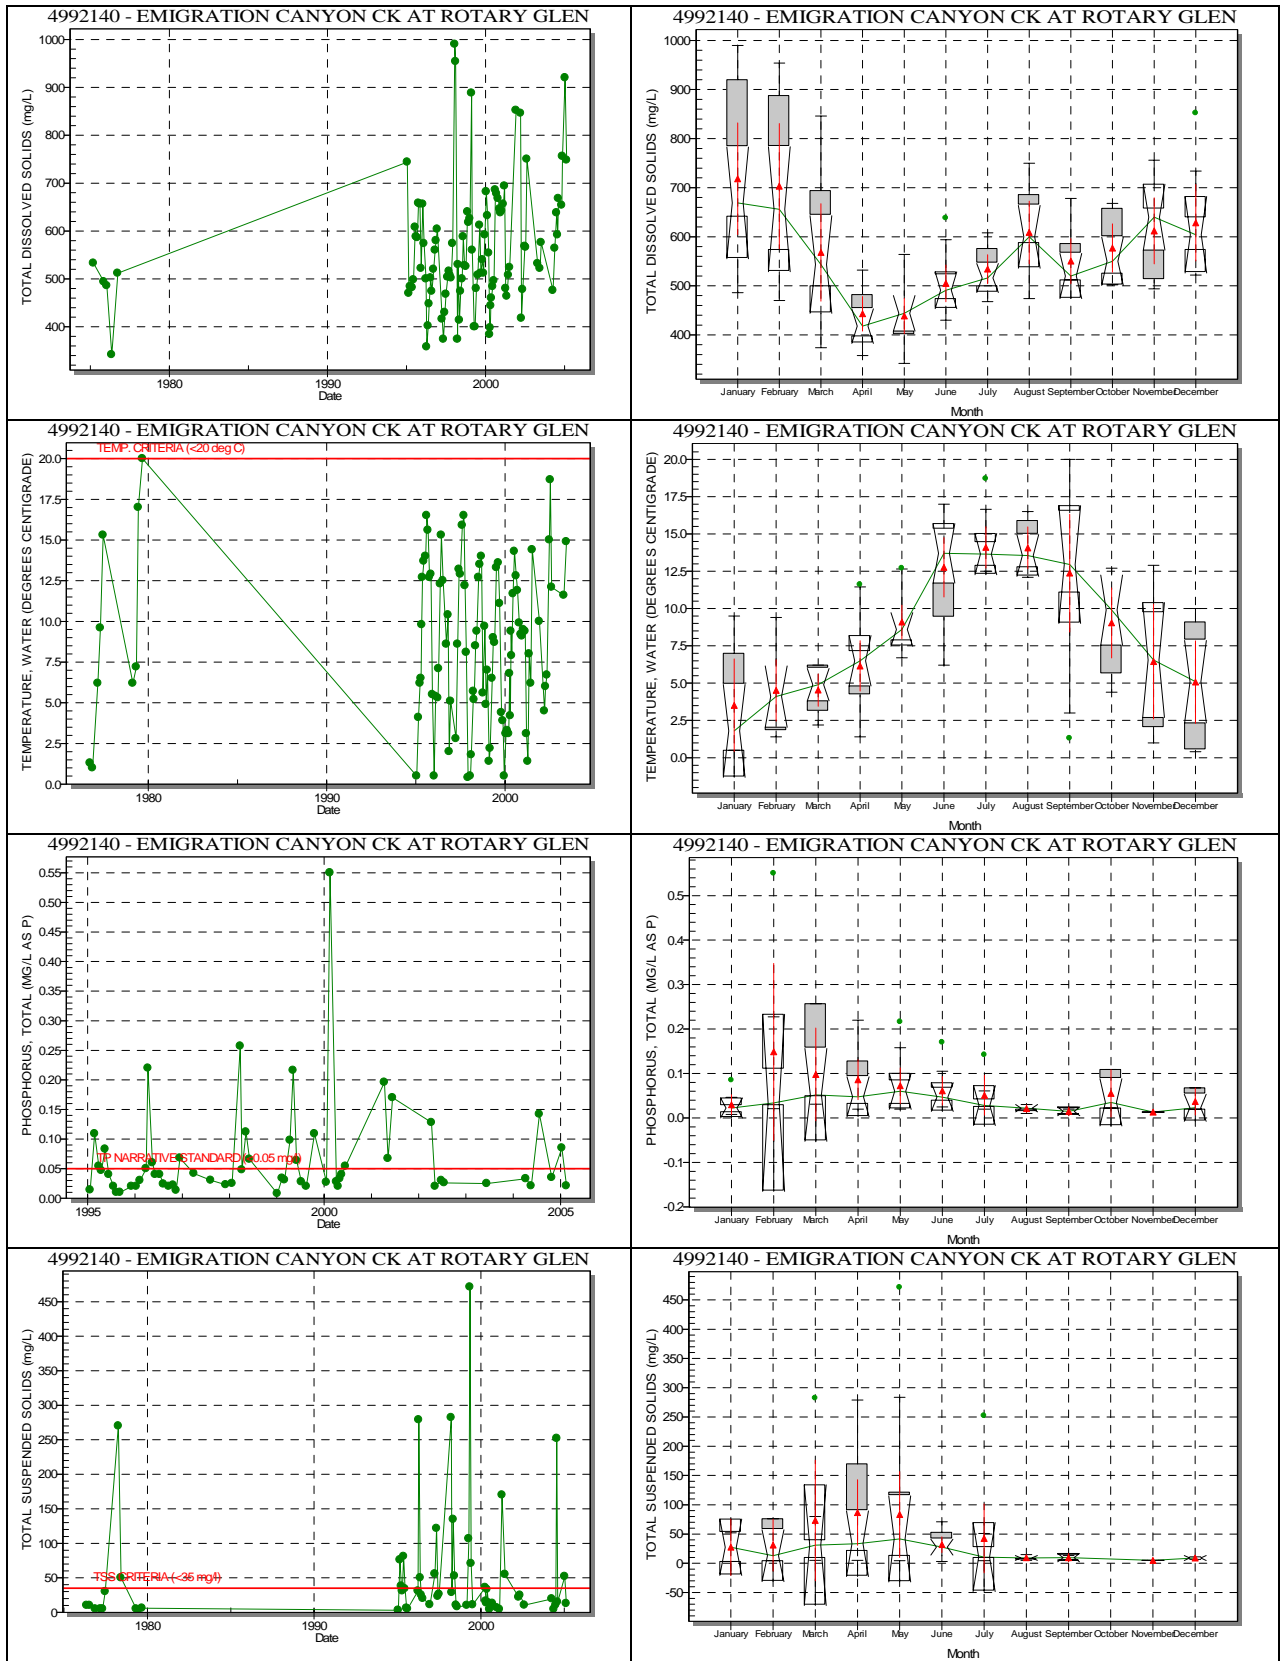 4992140 - EMIGRATION CANYON CK AT ROTARY GLEN
TOTAL DISSOLVED SOLIDS (mg/L)
1000
900
800
700
600
500
400
1980
1990
2000
Date
4992140 - EMIGRATION CANYON CK AT ROTARY GLEN
TOTAL DISSOLVED SOLIDS (mg/L)
1000
900
800
700
600
500
400
January February March April May June July August September October November December
Month
4992140 - EMIGRATION CANYON CK AT ROTARY GLEN
TEMPERATURE, WATER (DEGREES CENTIGRADE)
TEMP. CRITERIA (<20 deg C)
20.0
17.5
15.0
12.5
10.0
7.5
5.0
2.5
0.0
1980
1990
2000
Date
4992140 - EMIGRATION CANYON CK AT ROTARY GLEN
TEMPERATURE, WATER (DEGREES CENTIGRADE)
20.0
17.5
15.0
12.5
10.0
7.5
5.0
2.5
0.0
January February March April May June July August September October November December
Month
4992140 - EMIGRATION CANYON CK AT ROTARY GLEN
PHOSPHORUS, TOTAL (MG/L AS P)
0.55
0.50
0.45
0.40
0.35
0.30
0.25
0.20
0.15
0.10
TP NARRATIVE STANDARD (<0.05 mg/l)
0.05
0.00
1995
2000
2005
Date
4992140 - EMIGRATION CANYON CK AT ROTARY GLEN
PHOSPHORUS, TOTAL (MG/L AS P)
0.5
0.4
0.3
0.2
0.1
0.0
-0.1
-0.2
January February March April May June July August September October November December
Month
4992140 - EMIGRATION CANYON CK AT ROTARY GLEN
TOTAL SUSPENDED SOLIDS (mg/L)
450
400
350
300
250
200
150
100
50
TSS CRITERIA (<35 mg/l)
0
1980
1990
2000
Date
4992140 - EMIGRATION CANYON CK AT ROTARY GLEN
TOTAL SUSPENDED SOLIDS (mg/L)
450
400
350
300
250
200
150
100
50
0
-50
January February March April May June July August September October November December
Month